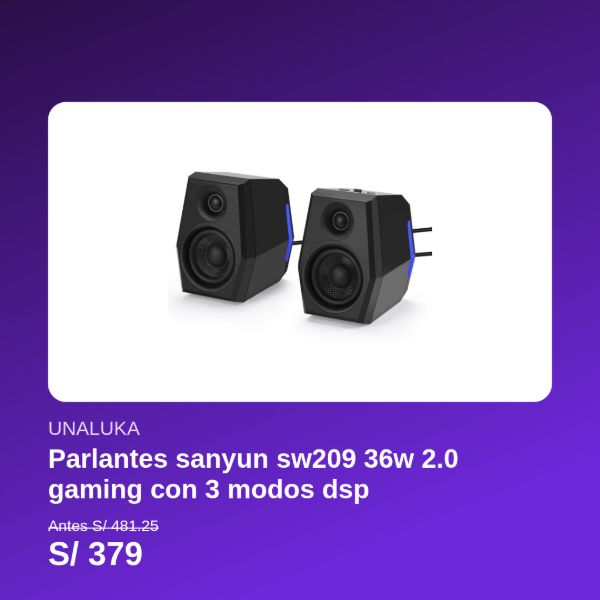 UNALUKA
Parlantes sanyun sw209 36w 2.0
gaming con 3 modos dsp
Antes S/ 481.25
S/ 379